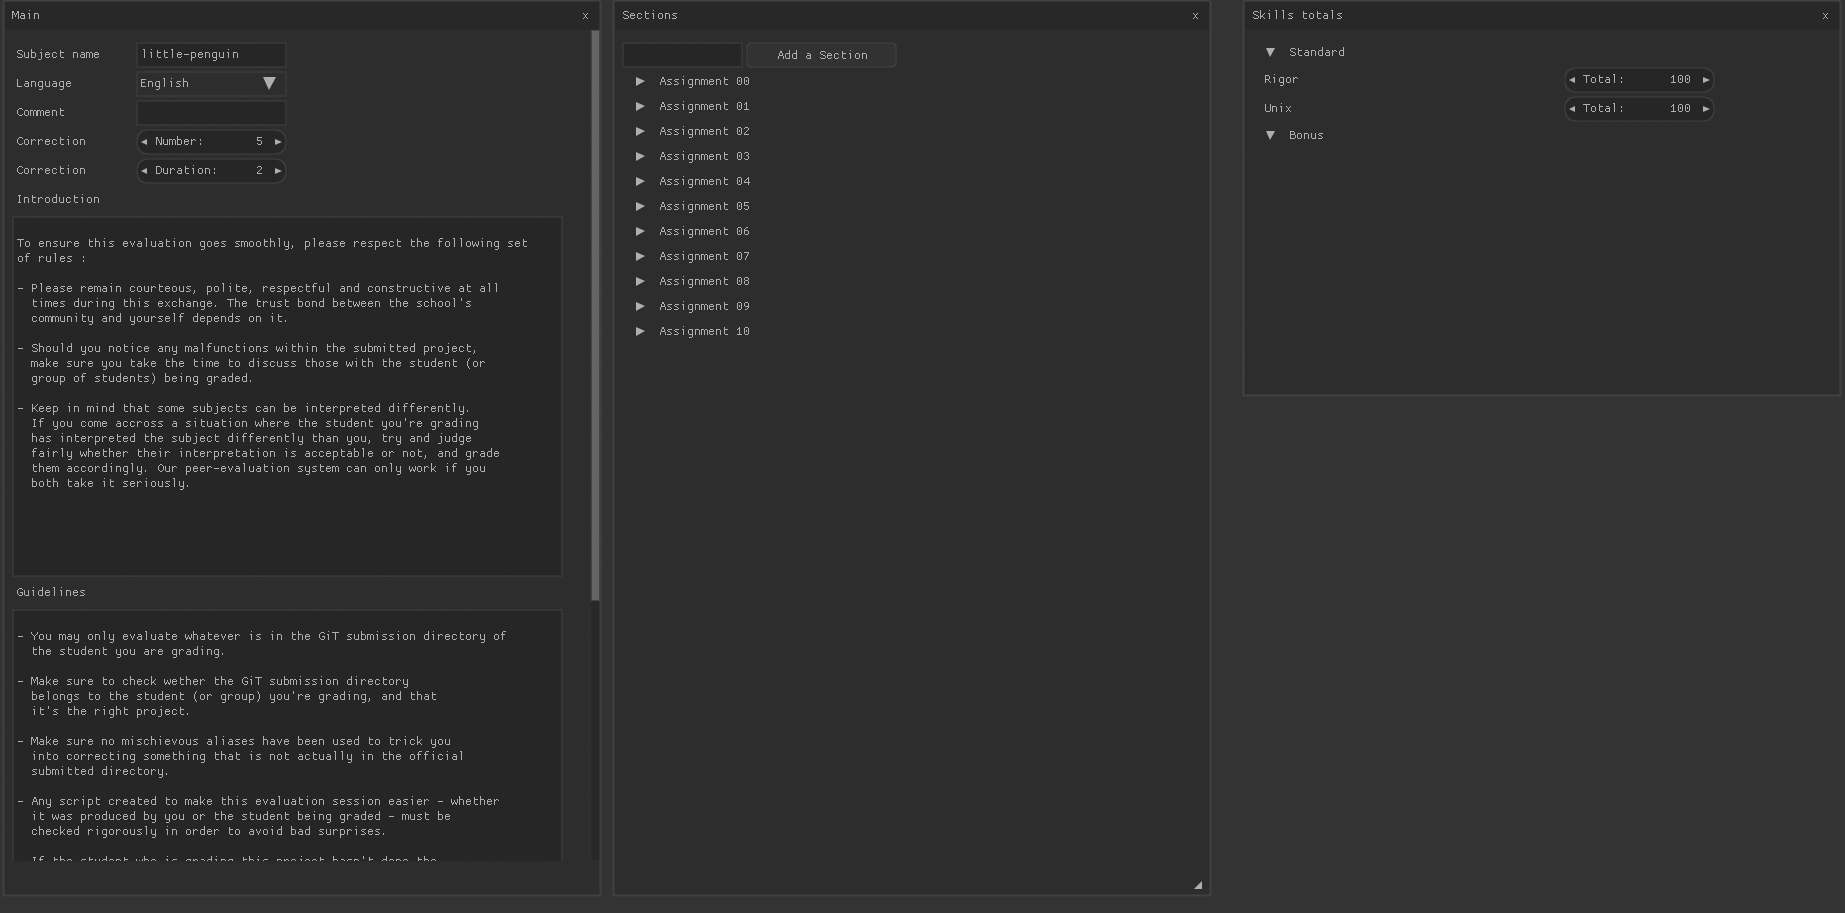 Main x
Subject name little-penguin
Language English
Comment
Correction Number: 5
Correction Duration: 2
Introduction
To ensure this evaluation goes smoothly, please respect the following set
of rules :
- Please remain courteous, polite, respectful and constructive at all
times during this exchange. The trust bond between the school's
community and yourself depends on it.
- Should you notice any malfunctions within the submitted project,
make sure you take the time to discuss those with the student (or
group of students) being graded.
- Keep in mind that some subjects can be interpreted differently.
If you come accross a situation where the student you're grading
has interpreted the subject differently than you, try and judge
fairly whether their interpretation is acceptable or not, and grade
them accordingly. Our peer-evaluation system can only work if you
both take it seriously.
Guidelines
- You may only evaluate whatever is in the GiT submission directory of
the student you are grading.
- Make sure to check wether the GiT submission directory
belongs to the student (or group) you're grading, and that
it's the right project.
- Make sure no mischievous aliases have been used to trick you
into correcting something that is not actually in the official
submitted directory.
- Any script created to make this evaluation session easier - whether
it was produced by you or the student being graded - must be
checked rigorously in order to avoid bad surprises.
If the student who is grading this project hasn't done the
Sections x
Add a Section
Assignment 00
Assignment 01
Assignment 02
Assignment 03
Assignment 04
Assignment 05
Assignment 06
Assignment 07
Assignment 08
Assignment 09
Assignment 10
Skills totals x
Standard
Rigor Total: 100
Unix Total: 100
Bonus